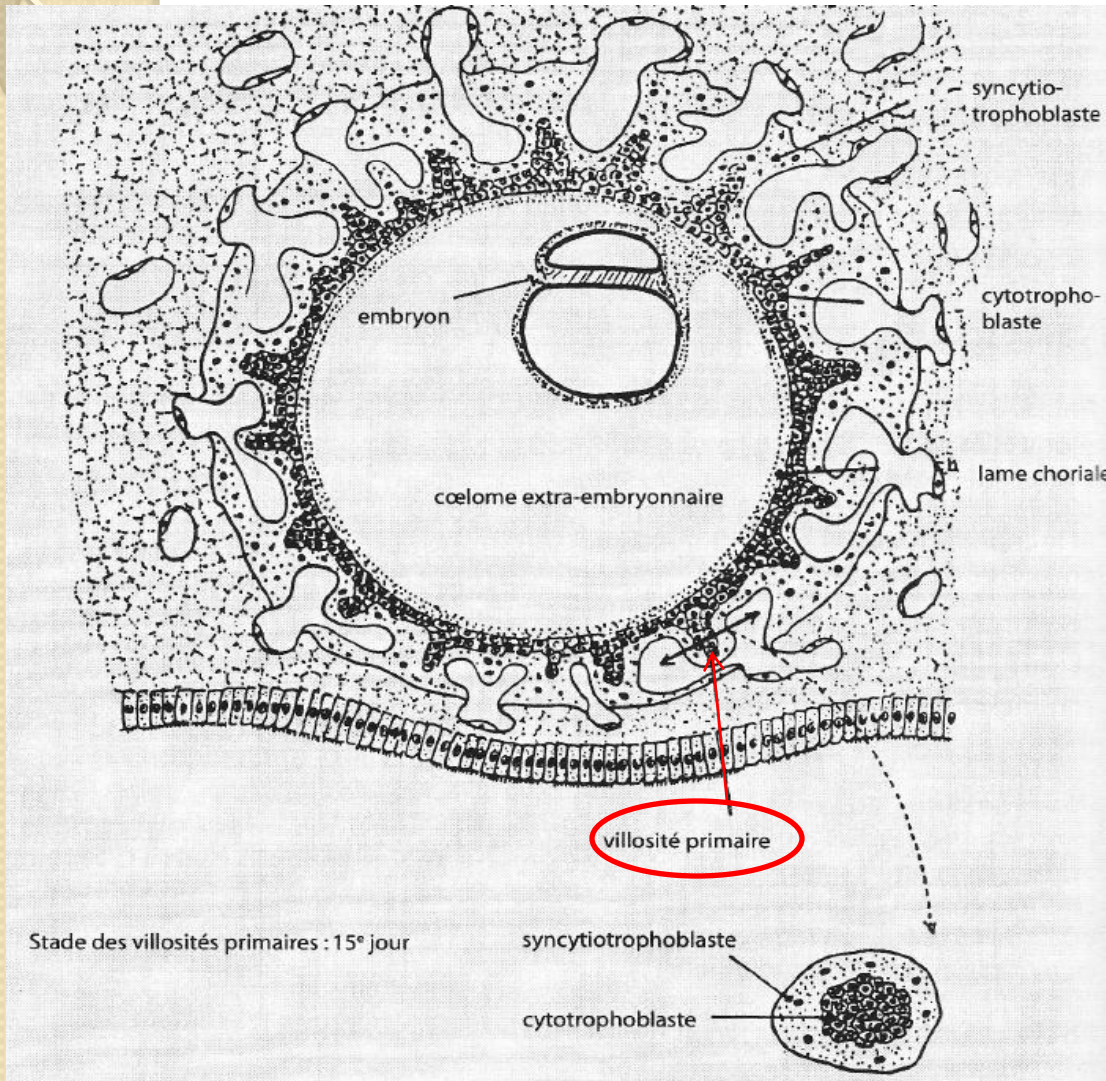 syncytio-
trophoblaste
embryon
cytotropho-
blaste
cœlome extra-embryonnaire
lame choriale
villosité primaire
Stade des villosités primaires : 15e jour
syncytiotrophoblaste
cytotrophoblaste